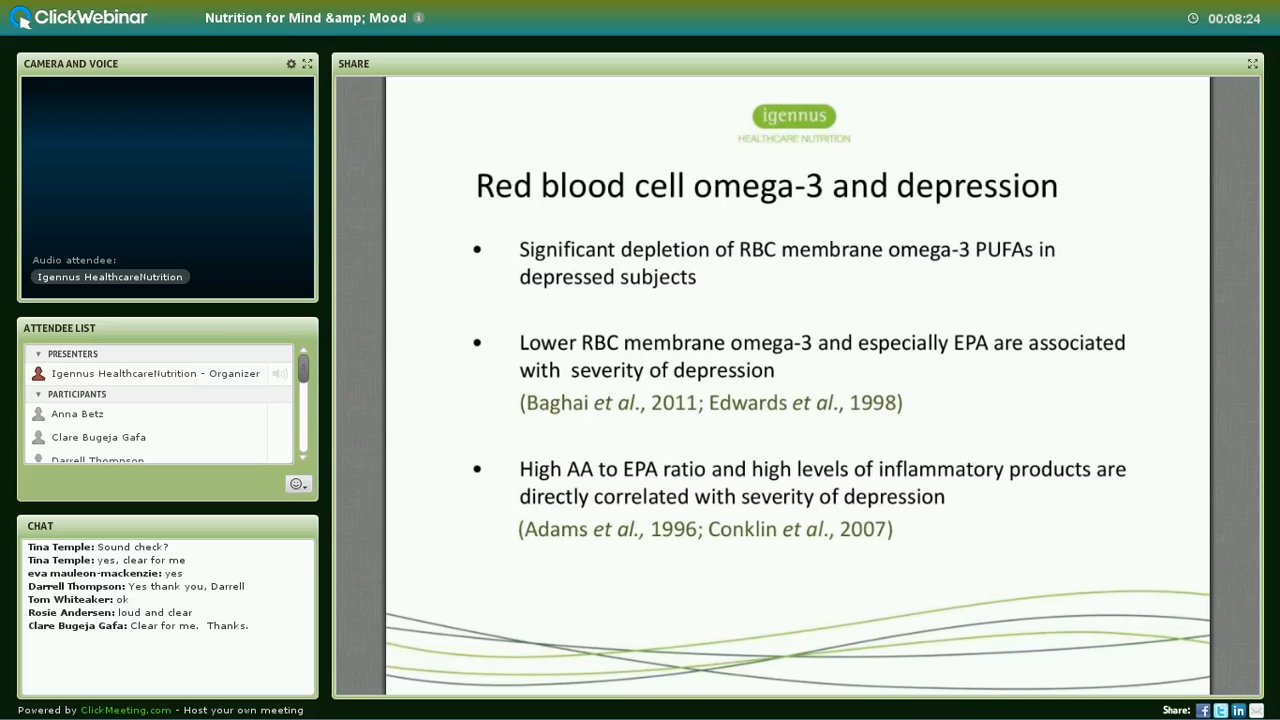 ClickWebinar
Nutrition for Mind &amp; Mood
00:08:24
CAMERA AND VOICE
Audio attendee:
Igennus HealthcareNutrition
ATTENDEE LIST
PRESENTERS
Igennus HealthcareNutrition - Organizer
PARTICIPANTS
Anna Betz
Clare Bugeja Gafa
Darrell Thompson
CHAT
Tina Temple: Sound check?
Tina Temple: yes, clear for me
eva mauleon-mackenzie: yes
Darrell Thompson: Yes thank you, Darrell
Tom Whiteaker: ok
Rosie Andersen: loud and clear
Clare Bugeja Gafa: Clear for me. Thanks.
SHARE
igennus
HEALTHCARE NUTRITION
Red blood cell omega-3 and depression
• Significant depletion of RBC membrane omega-3 PUFAs in
depressed subjects
• Lower RBC membrane omega-3 and especially EPA are associated
with severity of depression
(Baghai et al., 2011; Edwards et al., 1998)
• High AA to EPA ratio and high levels of inflammatory products are
directly correlated with severity of depression
(Adams et al., 1996; Conklin et al., 2007)
Powered by ClickMeeting.com - Host your own meeting
Share: